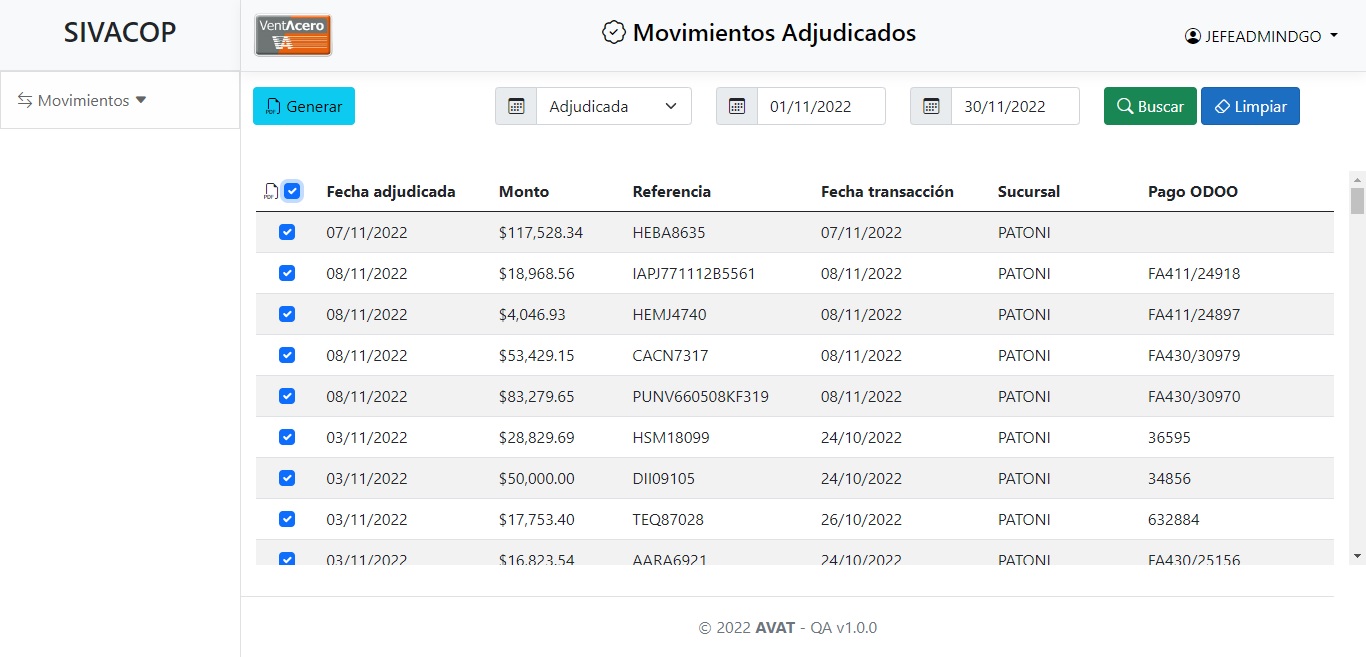 SIVACOP
VentAcero
VA
Movimientos Adjudicados
JEFEADMINDGO
Movimientos
PDF Generar
Adjudicada
01/11/2022
30/11/2022
Buscar
Limpiar
PDF Fecha adjudicada Monto Referencia Fecha transacción Sucursal Pago ODOO
07/11/2022 $117,528.34 HEBA8635 07/11/2022 PATONI
08/11/2022 $18,968.56 IAPJ771112B5561 08/11/2022 PATONI FA411/24918
08/11/2022 $4,046.93 HEMJ4740 08/11/2022 PATONI FA411/24897
08/11/2022 $53,429.15 CACN7317 08/11/2022 PATONI FA430/30979
08/11/2022 $83,279.65 PUNV660508KF319 08/11/2022 PATONI FA430/30970
03/11/2022 $28,829.69 HSM18099 24/10/2022 PATONI 36595
03/11/2022 $50,000.00 DII09105 24/10/2022 PATONI 34856
03/11/2022 $17,753.40 TEQ87028 26/10/2022 PATONI 632884
03/11/2022 $16,823.54 AARA6921 24/10/2022 PATONI FA430/25156
© 2022 AVAT - QA v1.0.0